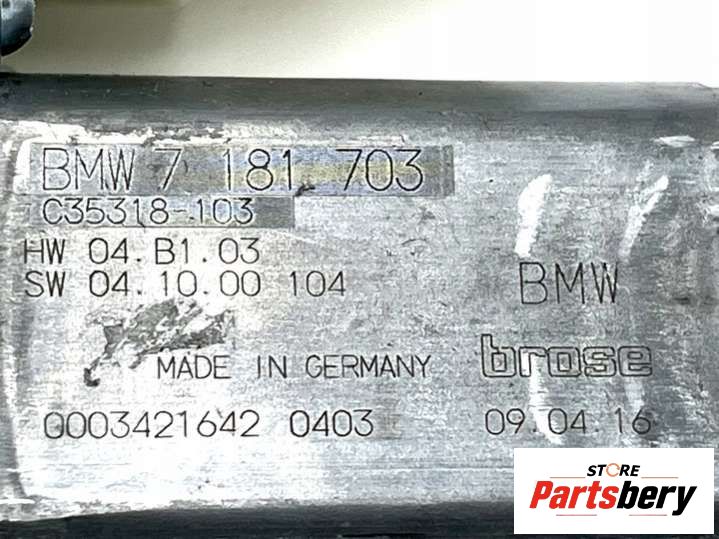 BMW 7 181 703
C35318-103
HW 04.B1.03
SW 04.10.00 104
BMW
MADE IN GERMANY
brose
0003421642 0403
09.04.16
STORE
Partsbery